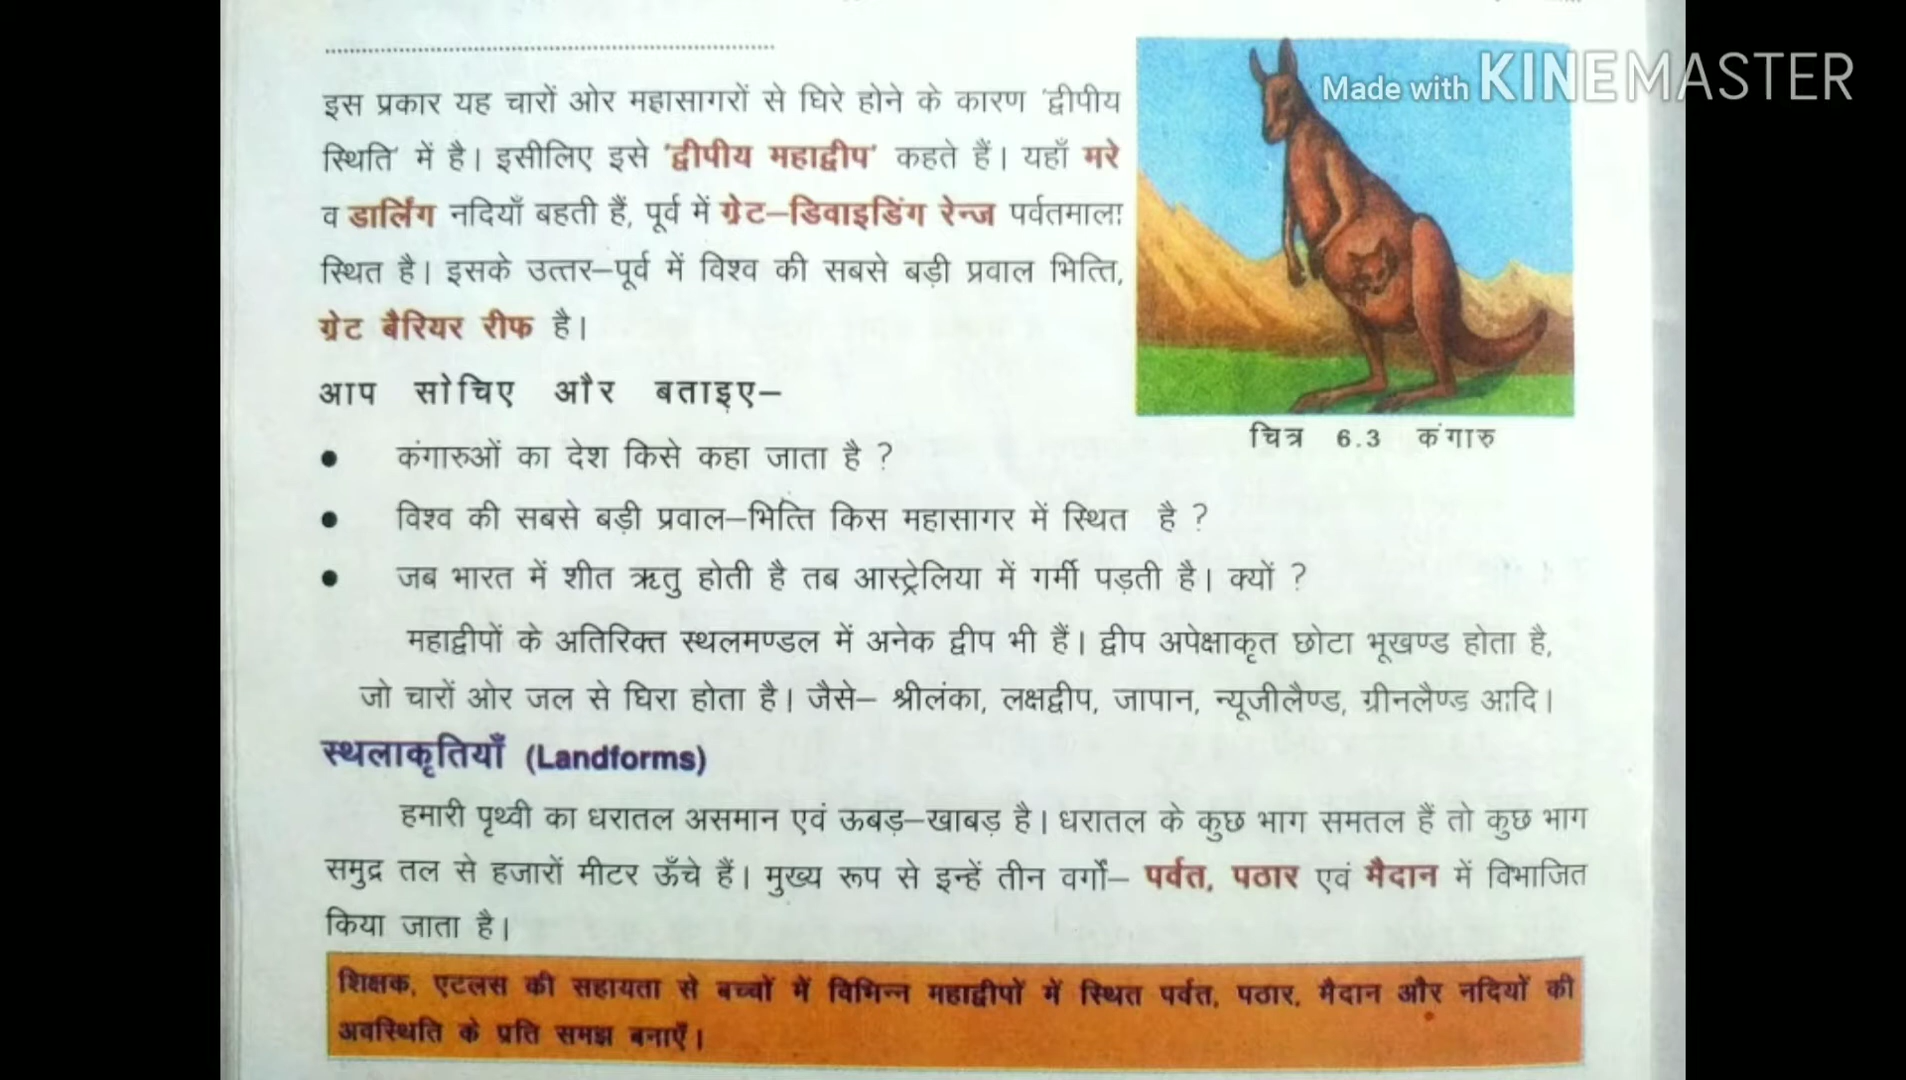 इस प्रकार यह चारों ओर महासागरों से घिरे होने के कारण 'द्वीपीय
स्थिति' में है। इसीलिए इसे 'द्वीपीय महाद्वीप' कहते हैं। यहाँ मरे
व डार्लिंग नदियाँ बहती हैं, पूर्व में ग्रेट–डिवाइडिंग रेन्ज पर्वतमाला
स्थित है। इसके उत्तर–पूर्व में विश्व की सबसे बड़ी प्रवाल भित्ति,
ग्रेट बैरियर रीफ है।
Made with KINEMASTER
चित्र 6.3 कंगारु
आप सोचिए और बताइए–
● कंगारुओं का देश किसे कहा जाता है ?
● विश्व की सबसे बड़ी प्रवाल–भित्ति किस महासागर में स्थित है ?
● जब भारत में शीत ऋतु होती है तब आस्ट्रेलिया में गर्मी पड़ती है। क्यों ?
महाद्वीपों के अतिरिक्त स्थलमण्डल में अनेक द्वीप भी हैं। द्वीप अपेक्षाकृत छोटा भूखण्ड होता है,
जो चारों ओर जल से घिरा होता है। जैसे– श्रीलंका, लक्षद्वीप, जापान, न्यूजीलैण्ड, ग्रीनलैण्ड आदि।
स्थलाकृतियाँ (Landforms)
हमारी पृथ्वी का धरातल असमान एवं ऊबड़–खाबड़ है। धरातल के कुछ भाग समतल हैं तो कुछ भाग
समुद्र तल से हजारों मीटर ऊँचे हैं। मुख्य रूप से इन्हें तीन वर्गों– पर्वत, पठार एवं मैदान में विभाजित
किया जाता है।
शिक्षक, एटलस की सहायता से बच्चों में विभिन्न महाद्वीपों में स्थित पर्वत, पठार, मैदान और नदियों की
अवस्थिति के प्रति समझ बनाएँ।